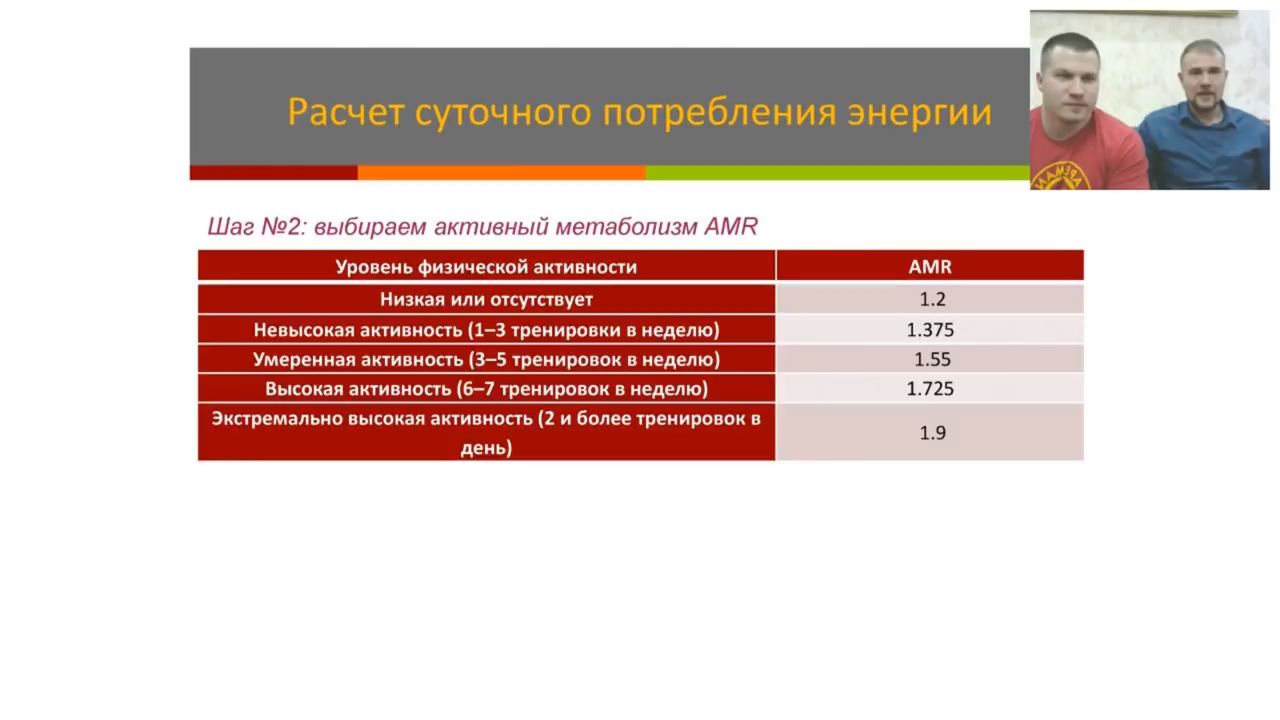 Расчет суточного потребления энергии
Шаг №2: выбираем активный метаболизм AMR
Уровень физической активности AMR
Низкая или отсутствует 1.2
Невысокая активность (1–3 тренировки в неделю) 1.375
Умеренная активность (3–5 тренировок в неделю) 1.55
Высокая активность (6–7 тренировок в неделю) 1.725
Экстремально высокая активность (2 и более тренировок в
день) 1.9